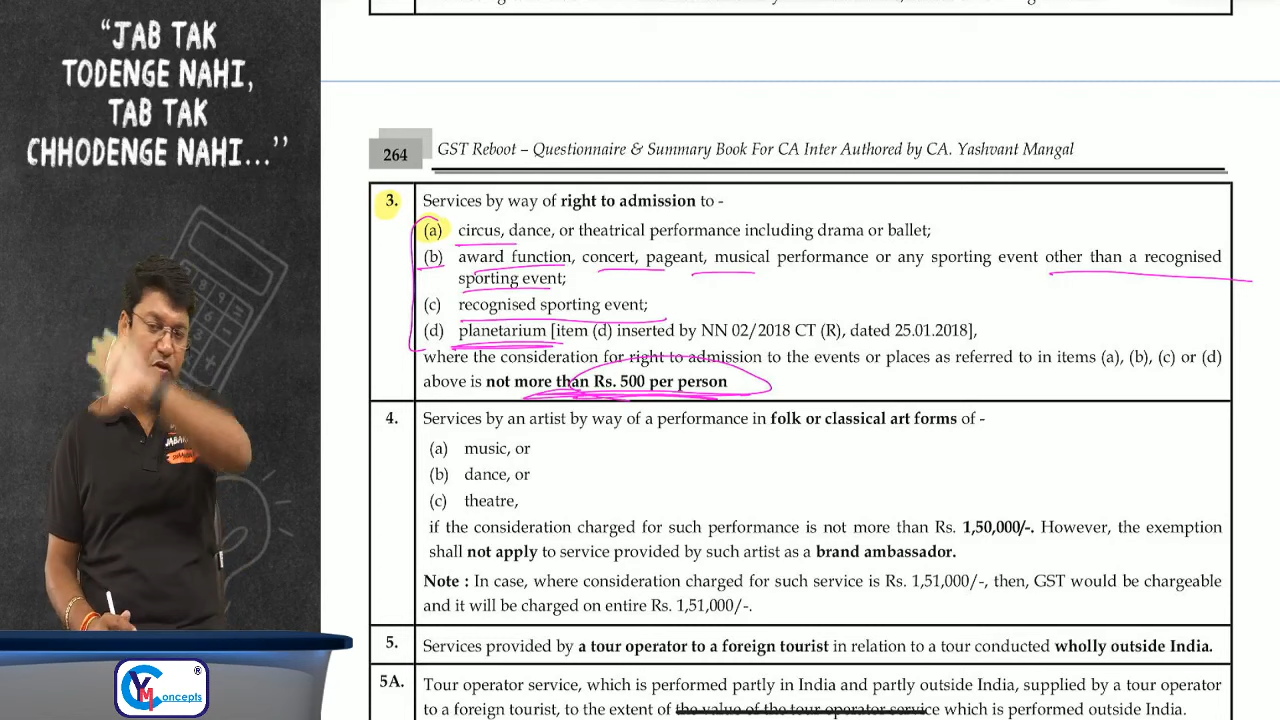 “JAB TAK
TODENGE NAHI,
TAB TAK
CHHODENGE NAHI...’’
264
GST Reboot – Questionnaire & Summary Book For CA Inter Authored by CA. Yashvant Mangal
3. Services by way of right to admission to -
(a) circus, dance, or theatrical performance including drama or ballet;
(b) award function, concert, pageant, musical performance or any sporting event other than a recognised
sporting event;
(c) recognised sporting event;
(d) planetarium [item (d) inserted by NN 02/2018 CT (R), dated 25.01.2018],
where the consideration for right to admission to the events or places as referred to in items (a), (b), (c) or (d)
above is not more than Rs. 500 per person
4. Services by an artist by way of a performance in folk or classical art forms of -
(a) music, or
(b) dance, or
(c) theatre,
if the consideration charged for such performance is not more than Rs. 1,50,000/-. However, the exemption
shall not apply to service provided by such artist as a brand ambassador.
Note : In case, where consideration charged for such service is Rs. 1,51,000/-, then, GST would be chargeable
and it will be charged on entire Rs. 1,51,000/-.
5. Services provided by a tour operator to a foreign tourist in relation to a tour conducted wholly outside India.
5A. Tour operator service, which is performed partly in India and partly outside India, supplied by a tour operator
to a foreign tourist, to the extent of the value of the tour operator service which is performed outside India.
JABAR
CYM Concepts ®